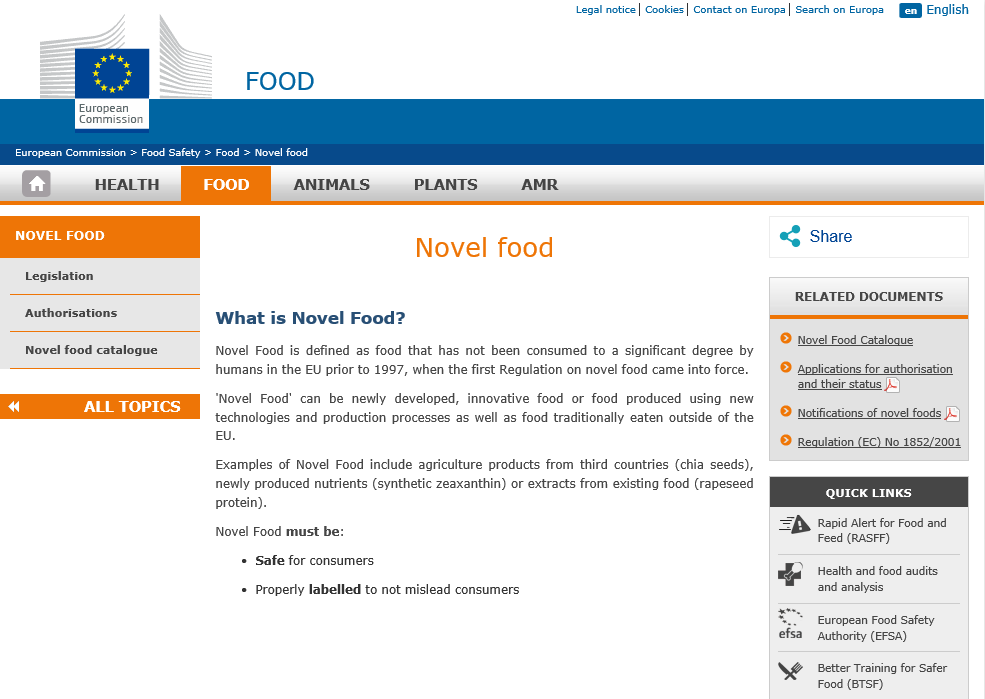 Legal notice | Cookies | Contact on Europa | Search on Europa en English
European
Commission
FOOD
European Commission > Food Safety > Food > Novel food
HEALTH FOOD ANIMALS PLANTS AMR
NOVEL FOOD
Legislation
Authorisations
Novel food catalogue
ALL TOPICS
Novel food
What is Novel Food?
Novel Food is defined as food that has not been consumed to a significant degree by
humans in the EU prior to 1997, when the first Regulation on novel food came into force.
'Novel Food' can be newly developed, innovative food or food produced using new
technologies and production processes as well as food traditionally eaten outside of the
EU.
Examples of Novel Food include agriculture products from third countries (chia seeds),
newly produced nutrients (synthetic zeaxanthin) or extracts from existing food (rapeseed
protein).
Novel Food must be:
• Safe for consumers
• Properly labelled to not mislead consumers
Share
RELATED DOCUMENTS
Novel Food Catalogue
Applications for authorisation
and their status
Notifications of novel foods
Regulation (EC) No 1852/2001
QUICK LINKS
Rapid Alert for Food and
Feed (RASFF)
Health and food audits
and analysis
efsa
European Food Safety
Authority (EFSA)
Better Training for Safer
Food (BTSF)